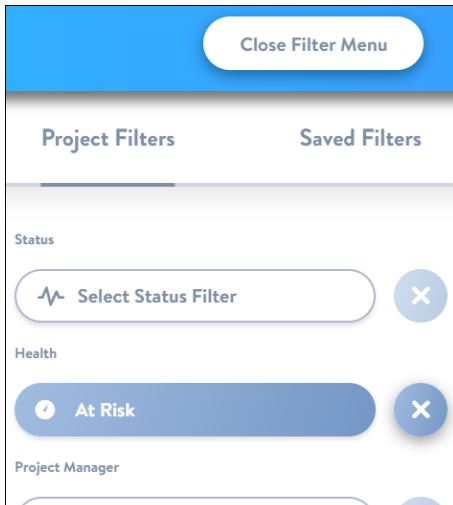 Close Filter Menu
Project Filters
Saved Filters
Status
Select Status Filter
Health
At Risk
Project Manager